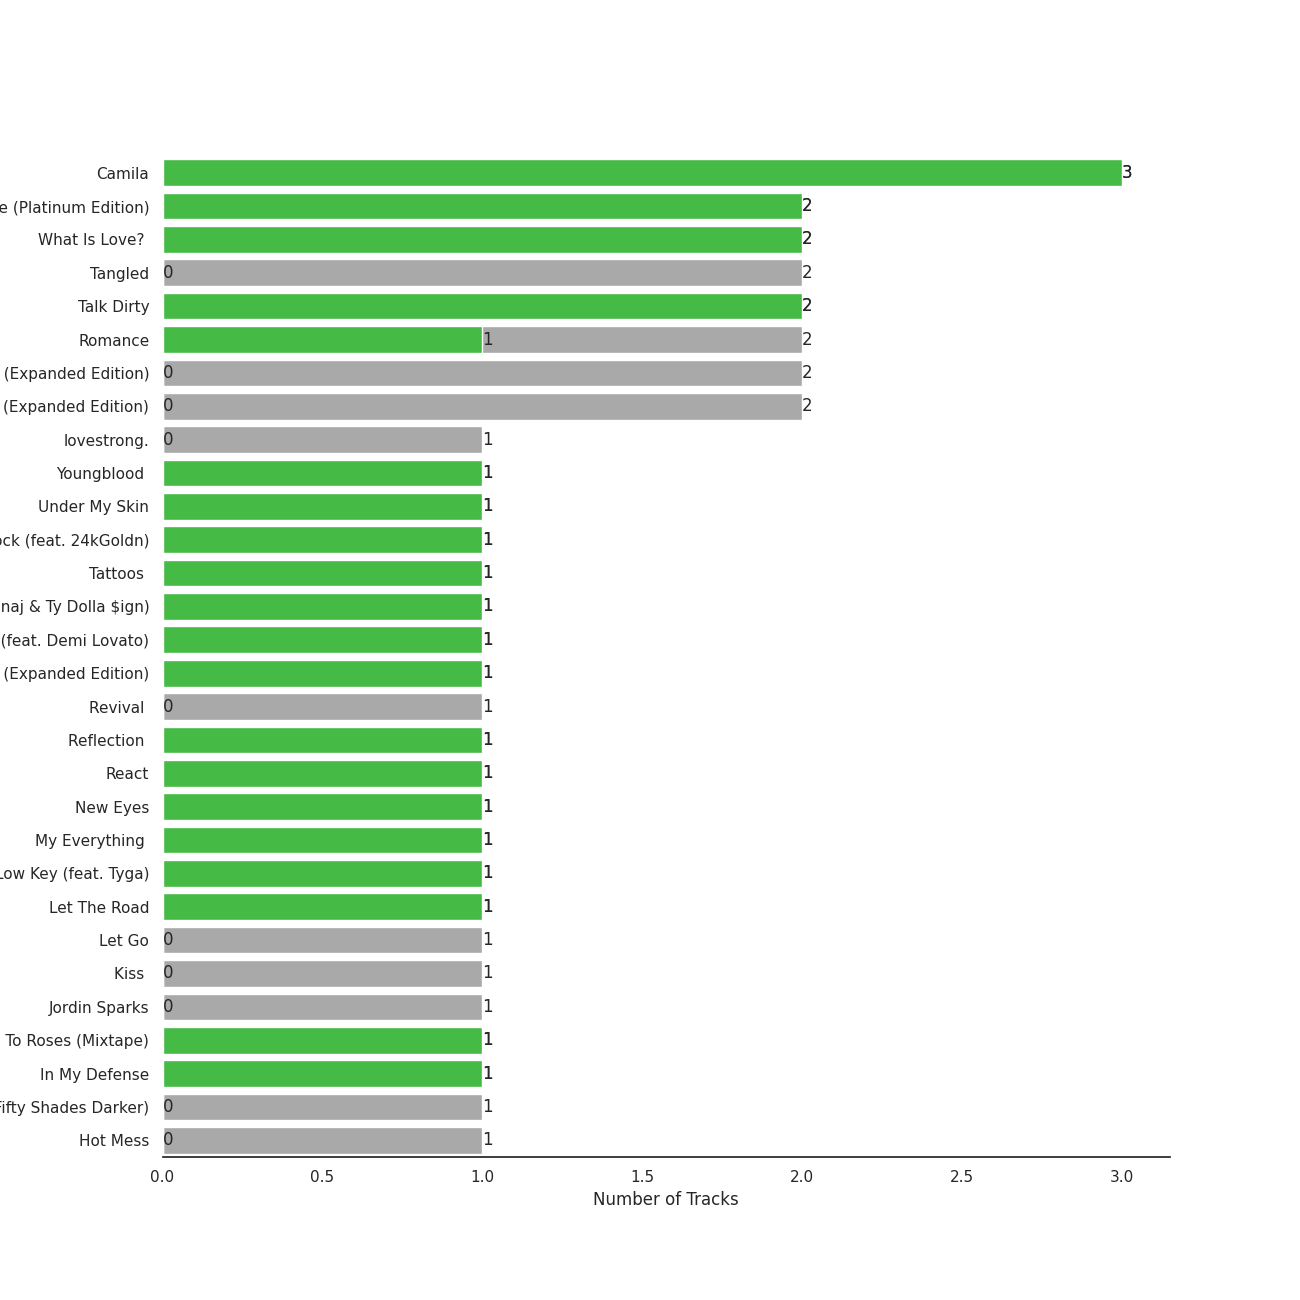 Camila 3
e (Platinum Edition) 2
What Is Love? 2
Tangled 0 2
Talk Dirty 2
Romance 1 2
(Expanded Edition) 0 2
(Expanded Edition) 0 2
lovestrong. 0 1
Youngblood 1
Under My Skin 1
ock (feat. 24kGoldn) 1
Tattoos 1
naj & Ty Dolla $ign) 1
(feat. Demi Lovato) 1
(Expanded Edition) 1
Revival 0 1
Reflection 1
React 1
New Eyes 1
My Everything 1
Low Key (feat. Tyga) 1
Let The Road 1
Let Go 0 1
Kiss 0 1
Jordin Sparks 0 1
To Roses (Mixtape) 1
In My Defense 1
Fifty Shades Darker) 0 1
Hot Mess 0 1
0.0 0.5 1.0 1.5 2.0 2.5 3.0
Number of Tracks